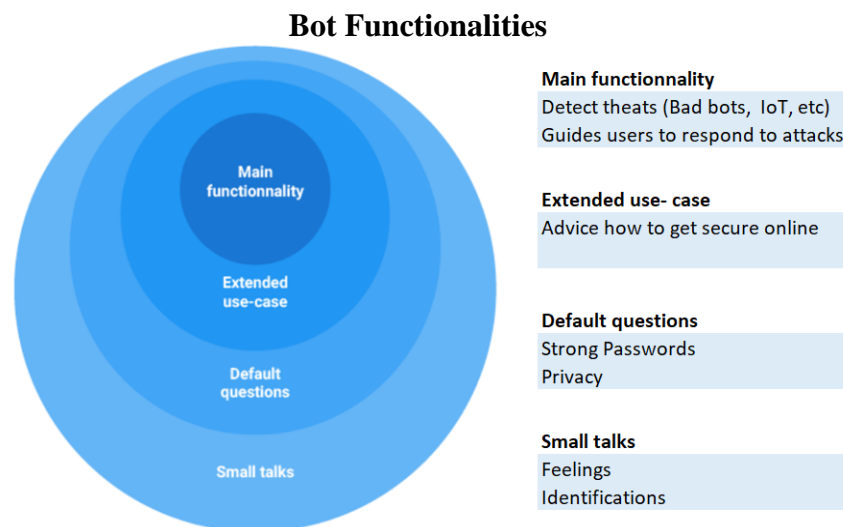 Bot Functionalities
Main
functionnality
Extended
use-case
Default
questions
Small talks
Main functionnality
Detect theats (Bad bots, IoT, etc)
Guides users to respond to attacks
Extended use- case
Advice how to get secure online
Default questions
Strong Passwords
Privacy
Small talks
Feelings
Identifications